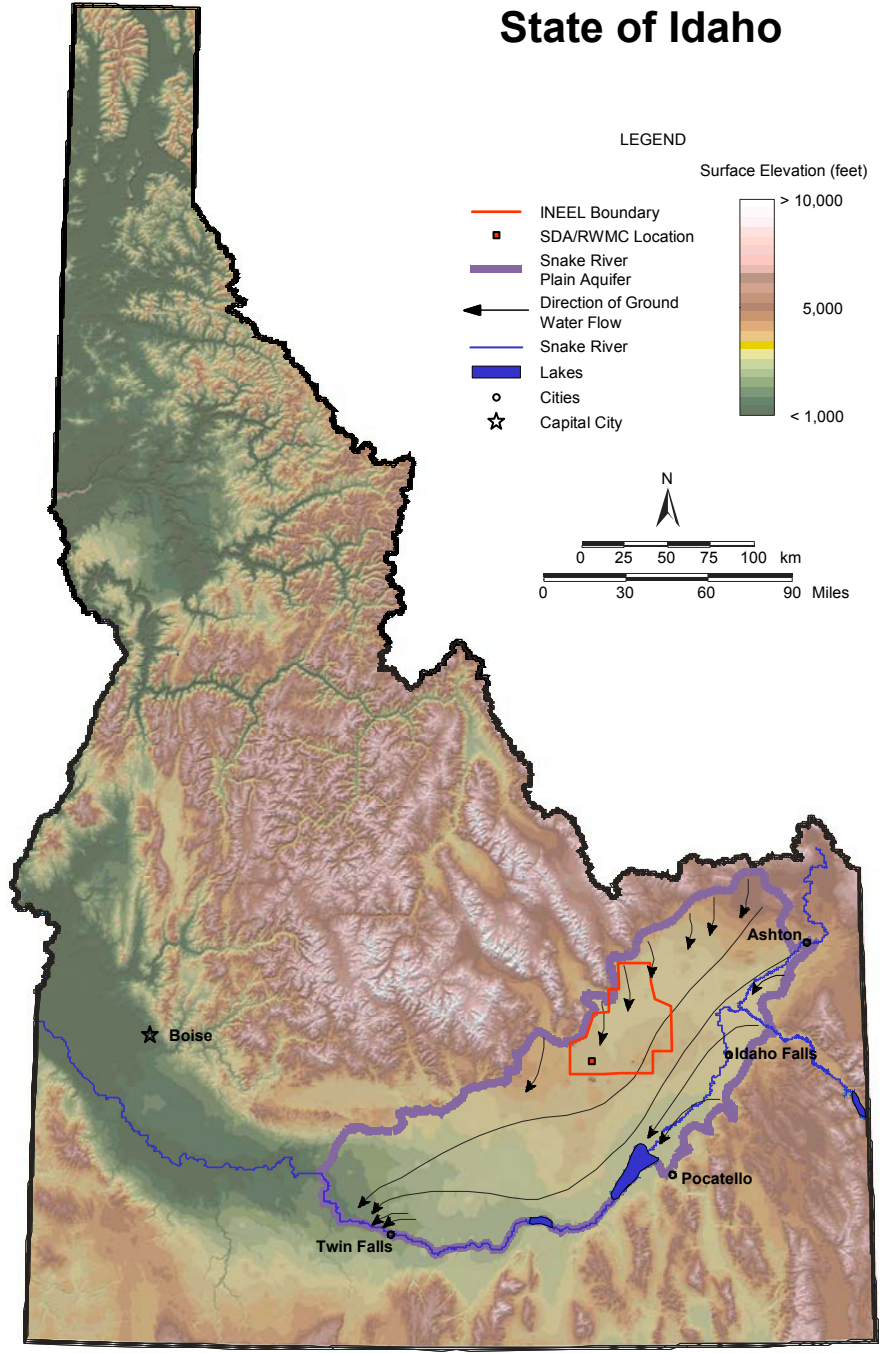 State of Idaho
LEGEND
Surface Elevation (feet)
> 10,000
5,000
< 1,000
INEEL Boundary
SDA/RWMC Location
Snake River
Plain Aquifer
Direction of Ground
Water Flow
Snake River
Lakes
Cities
Capital City
N
0 25 50 75 100 km
0 30 60 90 Miles
Ashton
Boise
Idaho Falls
Pocatello
Twin Falls